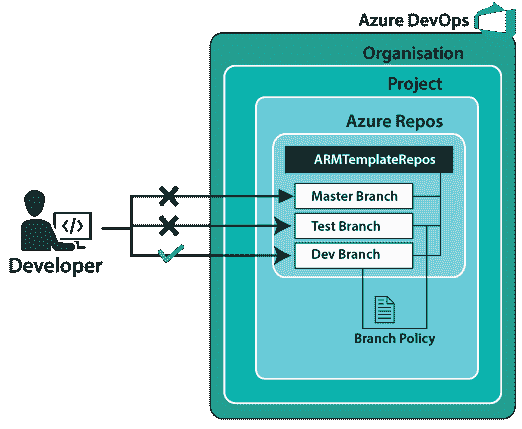 Azure DevOps
Organisation
Project
Azure Repos
ARMTemplateRepos
Master Branch
Test Branch
Dev Branch
</>
Developer
Branch Policy